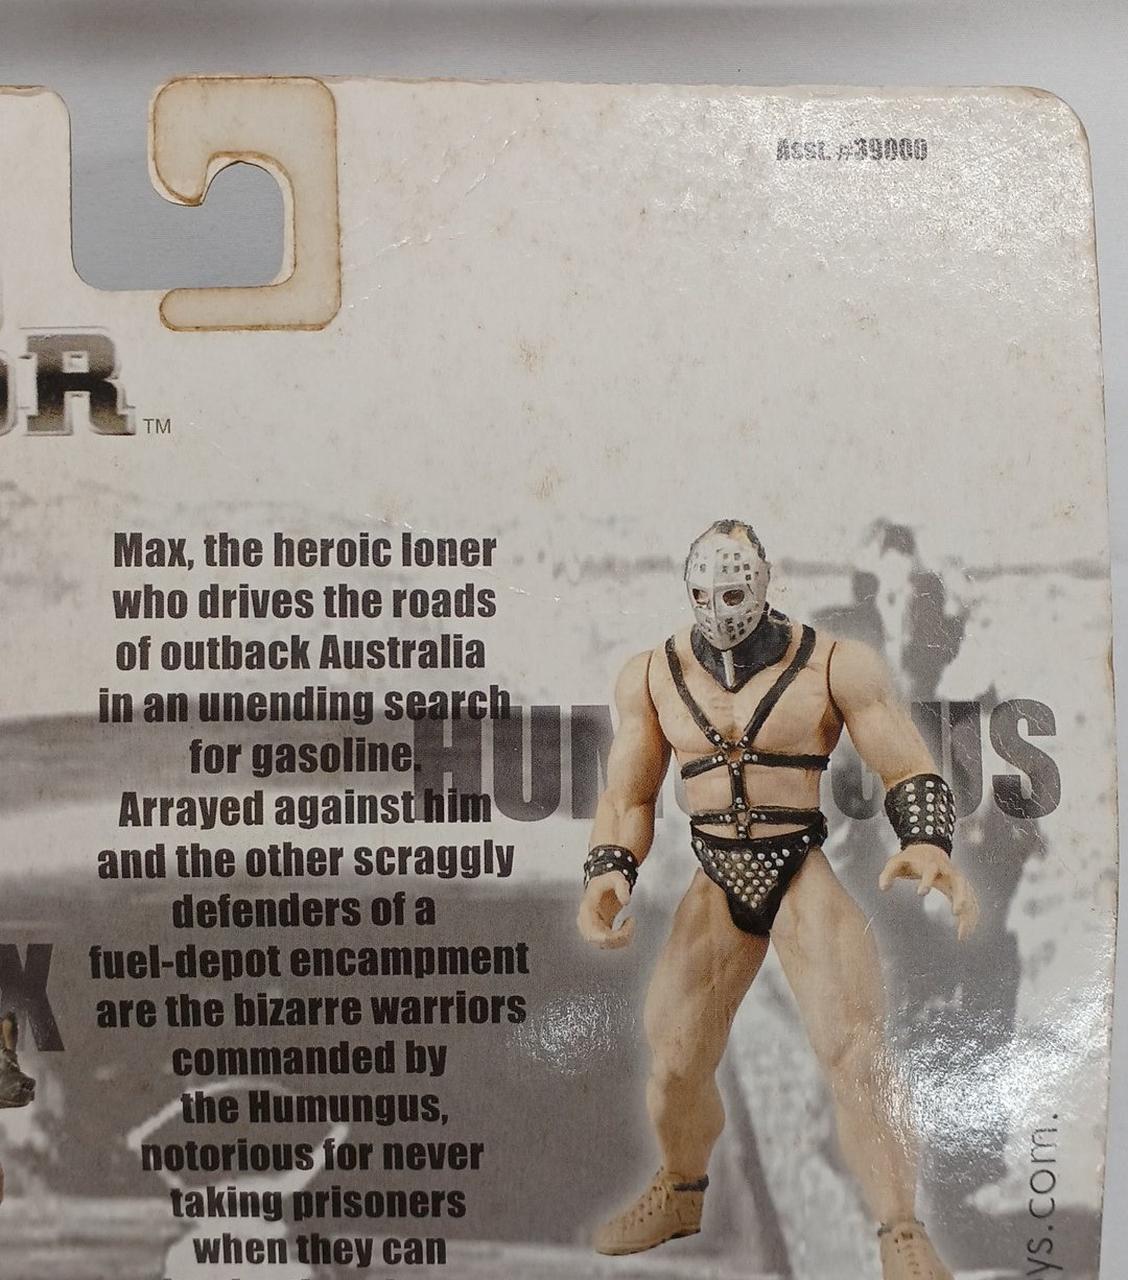 Asst. #39000
OR™
Max, the heroic loner
who drives the roads
of outback Australia
in an unending search
for gasoline.
Arrayed against him
and the other scraggly
defenders of a
fuel-depot encampment
are the bizarre warriors
commanded by
the Humungus,
notorious for never
taking prisoners
when they can
X
ys.com.